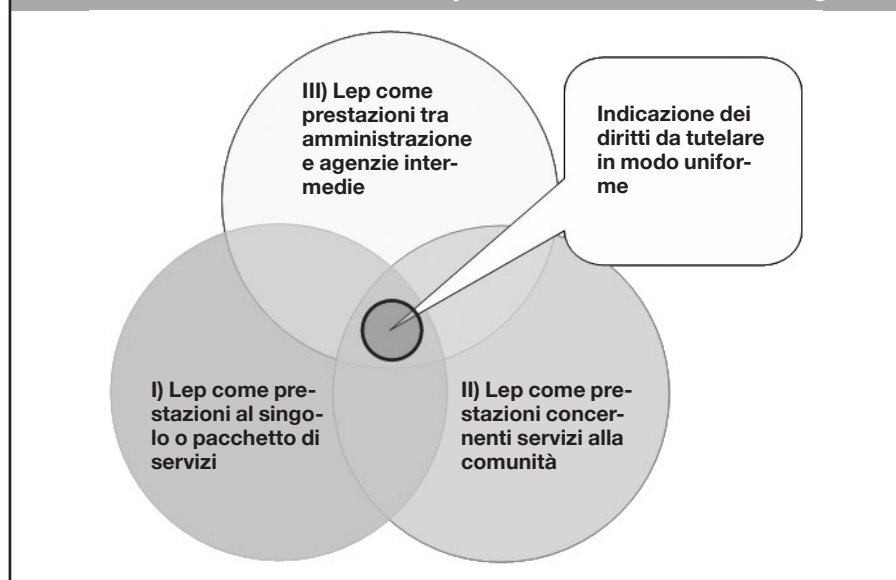 III) Lep come
prestazioni tra
amministrazione
e agenzie inter-
medie
Indicazione dei
diritti da tutelare
in modo unifor-
me
I) Lep come pre-
stazioni al singo-
lo o pacchetto di
servizi
II) Lep come pre-
stazioni concer-
nenti servizi alla
comunità